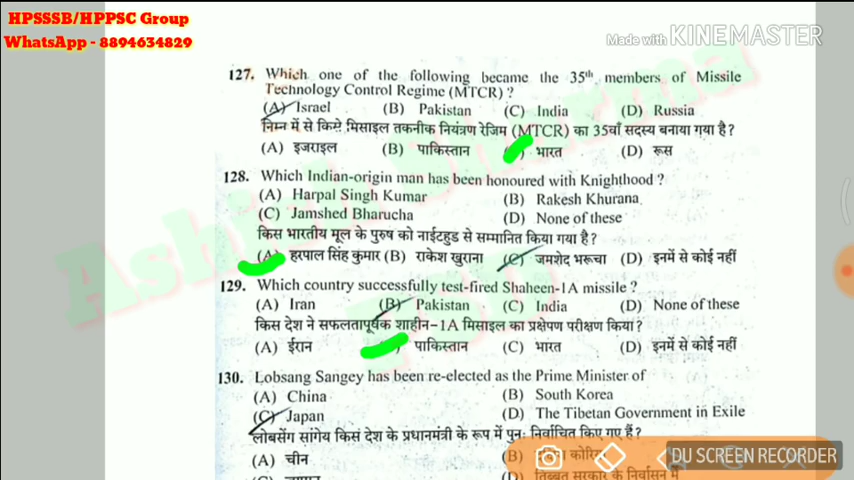 HPSSSB/HPPSC Group
WhatsApp - 8894634829
Made with KINEMASTER
127. Which one of the following became the 35th members of Missile
Technology Control Regime (MTCR) ?
(A) Israel (B) Pakistan (C) India (D) Russia
निम्न में से किसे मिसाइल तकनीक नियंत्रण रेजिम (MTCR) का 35वाँ सदस्य बनाया गया है?
(A) इजराइल (B) पाकिस्तान भारत (D) रूस
128. Which Indian-origin man has been honoured with Knighthood ?
(A) Harpal Singh Kumar (B) Rakesh Khurana
(C) Jamshed Bharucha (D) None of these
किस भारतीय मूल के पुरुष को नाईटहुड से सम्मानित किया गया है?
(A) हरपाल सिंह कुमार (B) राकेश खुराना (C) जमशेद भरूचा (D) इनमें से कोई नहीं
129. Which country successfully test-fired Shaheen-1A missile ?
(A) Iran (B) Pakistan (C) India (D) None of these
किस देश ने सफलतापूर्वक शाहीन-1A मिसाइल का प्रक्षेपण परीक्षण किया?
(A) ईरान पाकिस्तान (C) भारत (D) इनमें से कोई नहीं
130. Lobsang Sangey has been re-elected as the Prime Minister of
(A) China (B) South Korea
(C) Japan (D) The Tibetan Government in Exile
लोबसेंग सांगेय किस देश के प्रधानमंत्री के रूप में पुनः निर्वाचित किए गए हैं?
(A) चीन (B)
DU SCREEN RECORDER